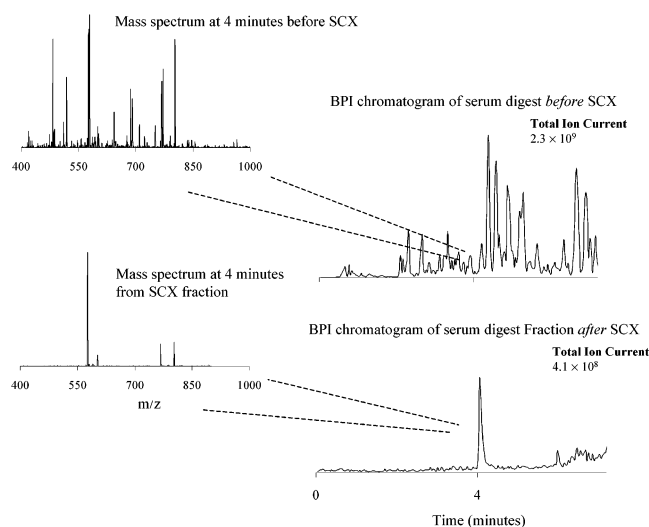 Mass spectrum at 4 minutes before SCX
400 550 700 850 1000
BPI chromatogram of serum digest before SCX
Total Ion Current
2.3 × 10⁹
Mass spectrum at 4 minutes
from SCX fraction
400 550 700 850 1000
m/z
BPI chromatogram of serum digest Fraction after SCX
Total Ion Current
4.1 × 10⁸
0 4
Time (minutes)